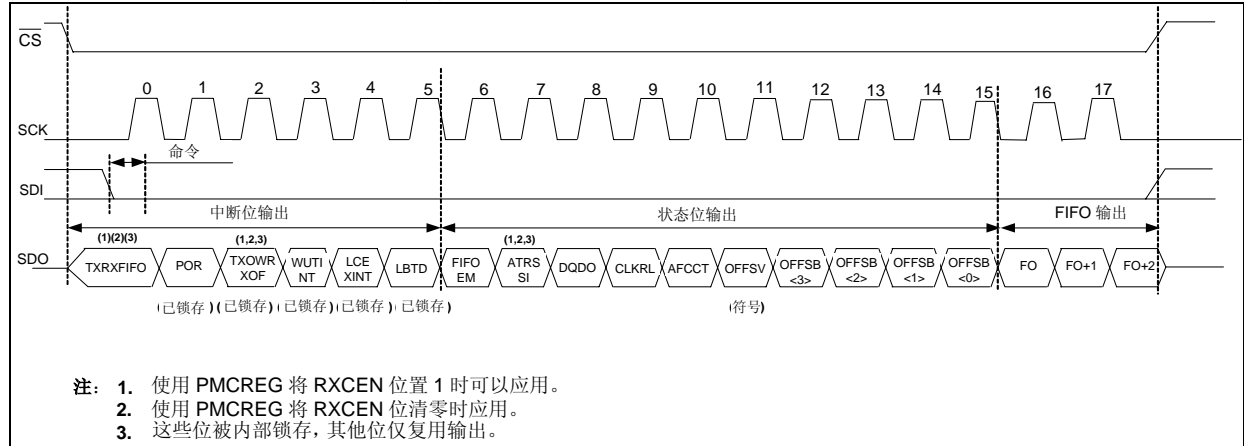 CS
0 1 2 3 4 5 6 7 8 9 10 11 12 13 14 15 16 17
SCK
命令
SDI
中断位输出 状态位输出 FIFO 输出
(1)(2)(3) (1,2,3) (1,2,3)
SDO
TXRXFIFO
POR
TXOWR
XOF
WUTI
NT
LCE
XINT
LBTD
FIFO
EM
ATRS
SI
DQDO
CLKRL
AFCCT
OFFSV
OFFSB
<3>
OFFSB
<2>
OFFSB
<1>
OFFSB
<0>
FO
FO+1
FO+2
(已锁存) (已锁存) (已锁存) (已锁存) (已锁存) (符号)
注： 1. 使用 PMCREG 将 RXCEN 位置 1 时可以应用。
2. 使用 PMCREG 将 RXCEN 位清零时应用。
3. 这些位被内部锁存，其他位仅复用输出。